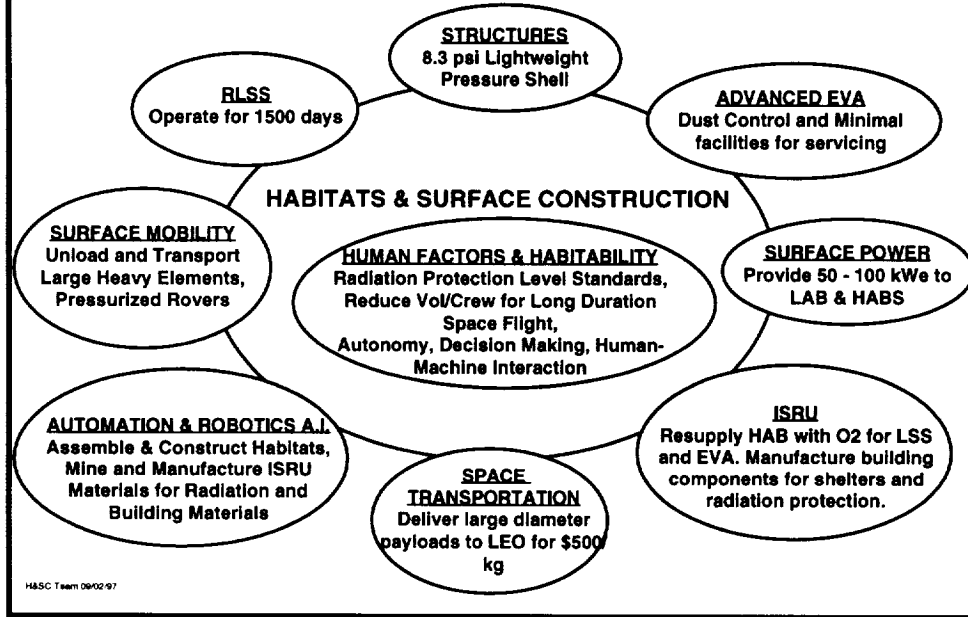 STRUCTURES
8.3 psi Lightweight
Pressure Shell
RLSS
Operate for 1500 days
ADVANCED EVA
Dust Control and Minimal
facilities for servicing
HABITATS & SURFACE CONSTRUCTION
SURFACE MOBILITY
Unload and Transport
Large Heavy Elements,
Pressurized Rovers
HUMAN FACTORS & HABITABILITY
Radiation Protection Level Standards,
Reduce Vol/Crew for Long Duration
Space Flight,
Autonomy, Decision Making, Human-
Machine Interaction
SURFACE POWER
Provide 50 - 100 kWe to
LAB & HABS
AUTOMATION & ROBOTICS A.I.
Assemble & Construct Habitats,
Mine and Manufacture ISRU
Materials for Radiation and
Building Materials
SPACE
TRANSPORTATION
Deliver large diameter
payloads to LEO for $500/
kg
ISRU
Resupply HAB with O2 for LSS
and EVA. Manufacture building
components for shelters and
radiation protection.
H&SC Team 09/02/97